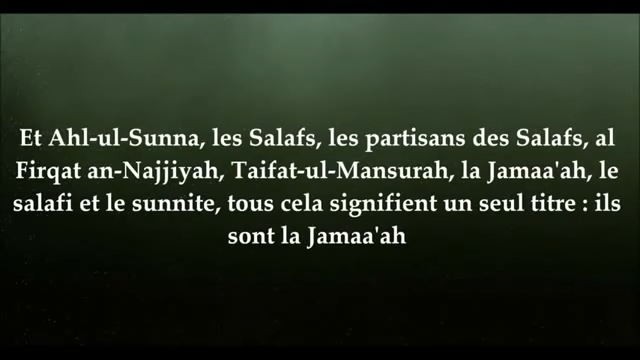 Et Ahl-ul-Sunna, les Salafs, les partisans des Salafs, al
Firqat an-Najjiyah, Taifat-ul-Mansurah, la Jamaa'ah, le
salafi et le sunnite, tous cela signifient un seul titre : ils
sont la Jamaa'ah